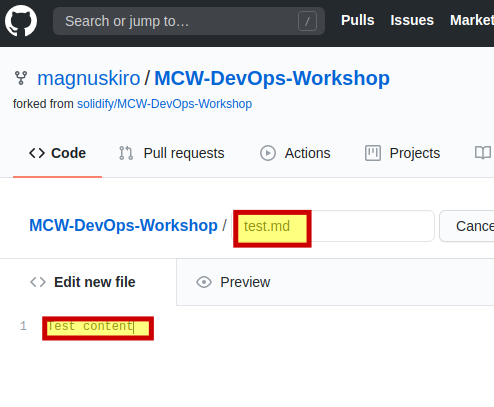 Search or jump to…
/
Pulls Issues Market
magnuskiro / MCW-DevOps-Workshop
forked from solidify/MCW-DevOps-Workshop
Code Pull requests Actions Projects
MCW-DevOps-Workshop / test.md Cance
Edit new file Preview
1 Test content